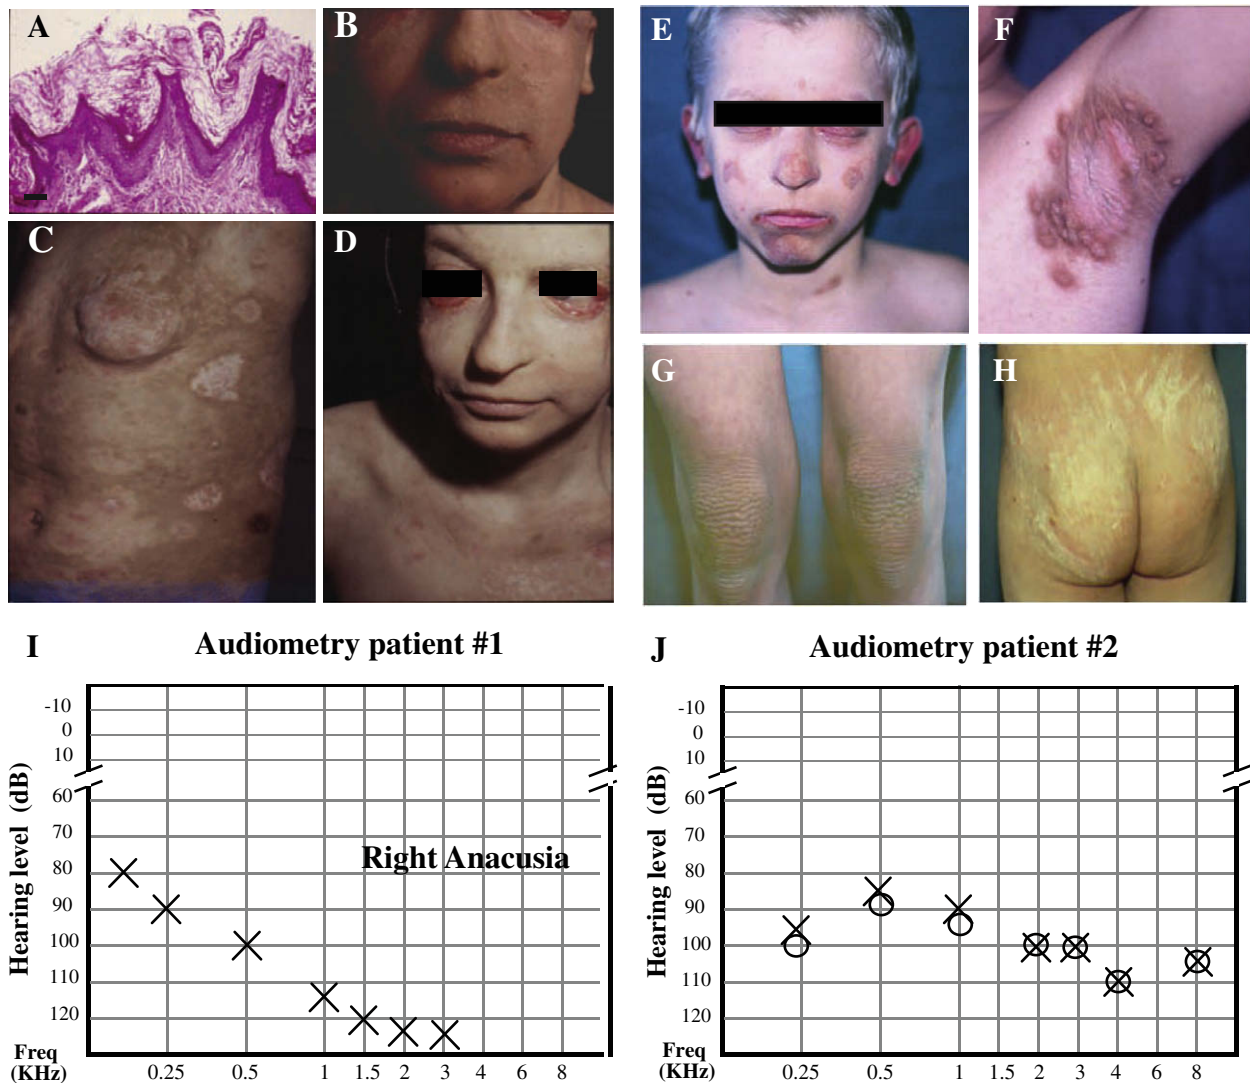 A
B
C
D
E
F
G
H
I
Audiometry patient #1
Hearing level (dB)
-10
0
10
60
70
80
90
100
110
120
Right Anacusia
Freq
(KHz)
0.25 0.5 1 1.5 2 3 4 6 8
J
Audiometry patient #2
Hearing level (dB)
-10
0
10
60
70
80
90
100
110
120
Freq
(KHz)
0.25 0.5 1 2 3 4 6 8